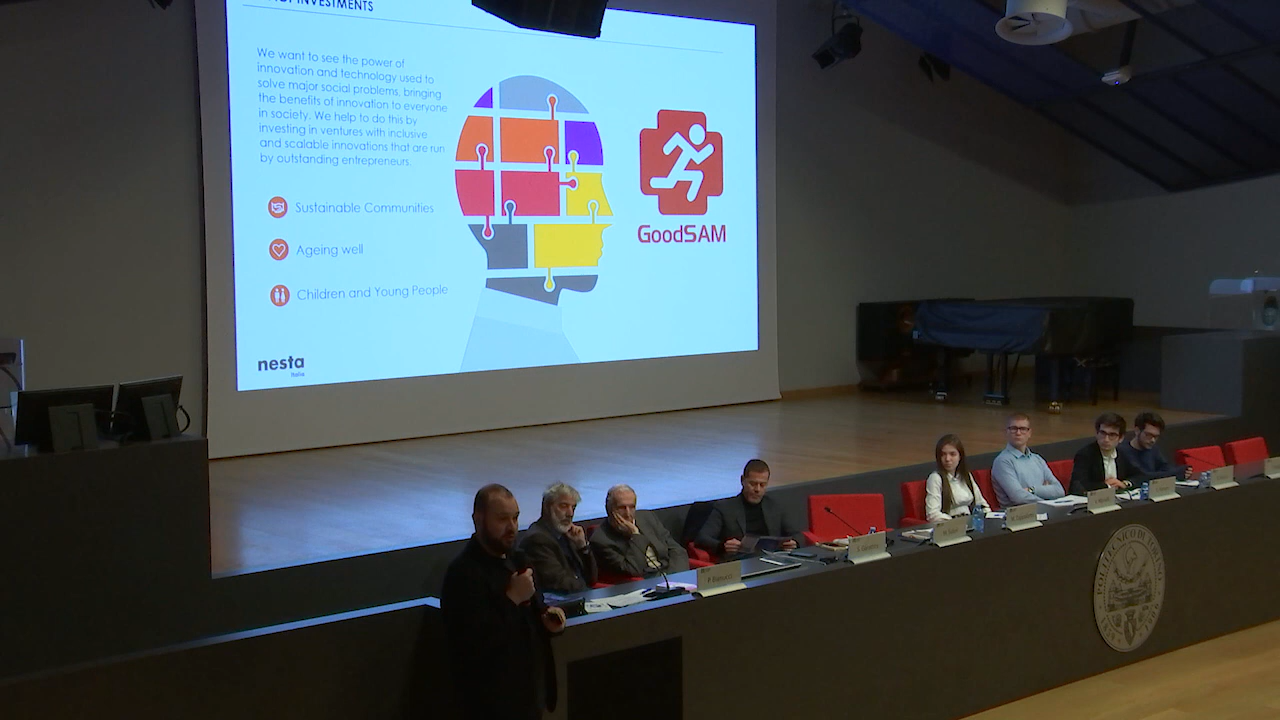 INVESTMENTS
We want to see the power of
innovation and technology used to
solve major social problems, bringing
the benefits of innovation to everyone
in society. We help to do this by
investing in ventures with inclusive
and scalable innovations that are run
by outstanding entrepreneurs.
Sustainable Communities
Ageing well
Children and Young People
GoodSAM
nesta
Italia
POLITECNICO DI TORINO